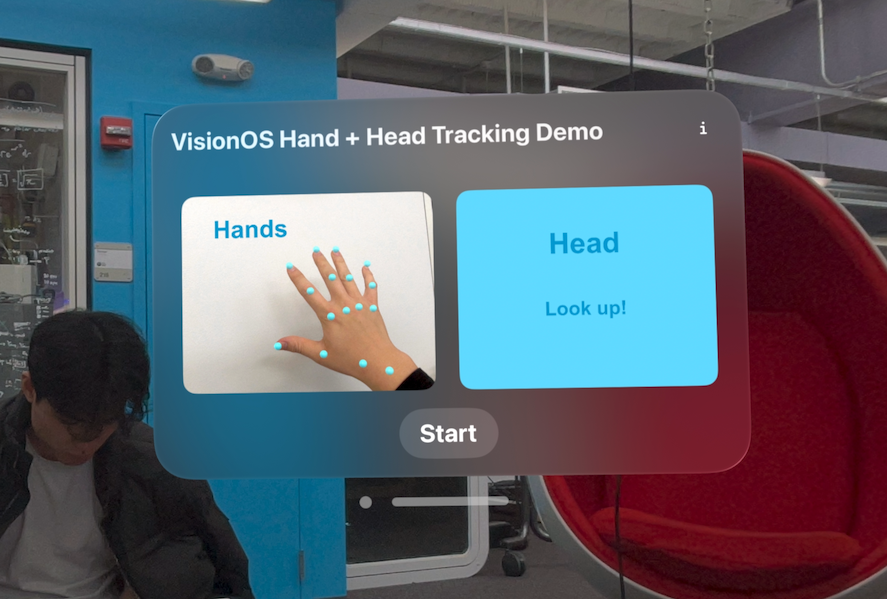 VisionOS Hand + Head Tracking Demo
i
Hands
Head
Look up!
Start